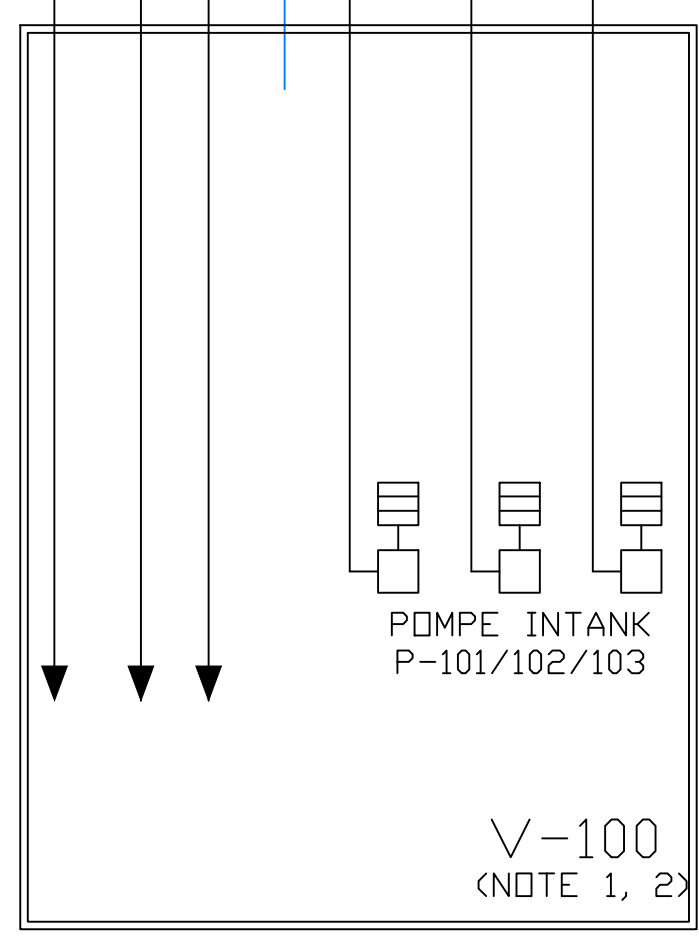 POMPE INTANK
P-101/102/103
V-100
(NOTE 1, 2)